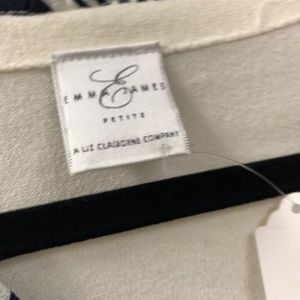 E
EMMA JAMES
PETITE
A LIZ CLAIBORNE COMPANY